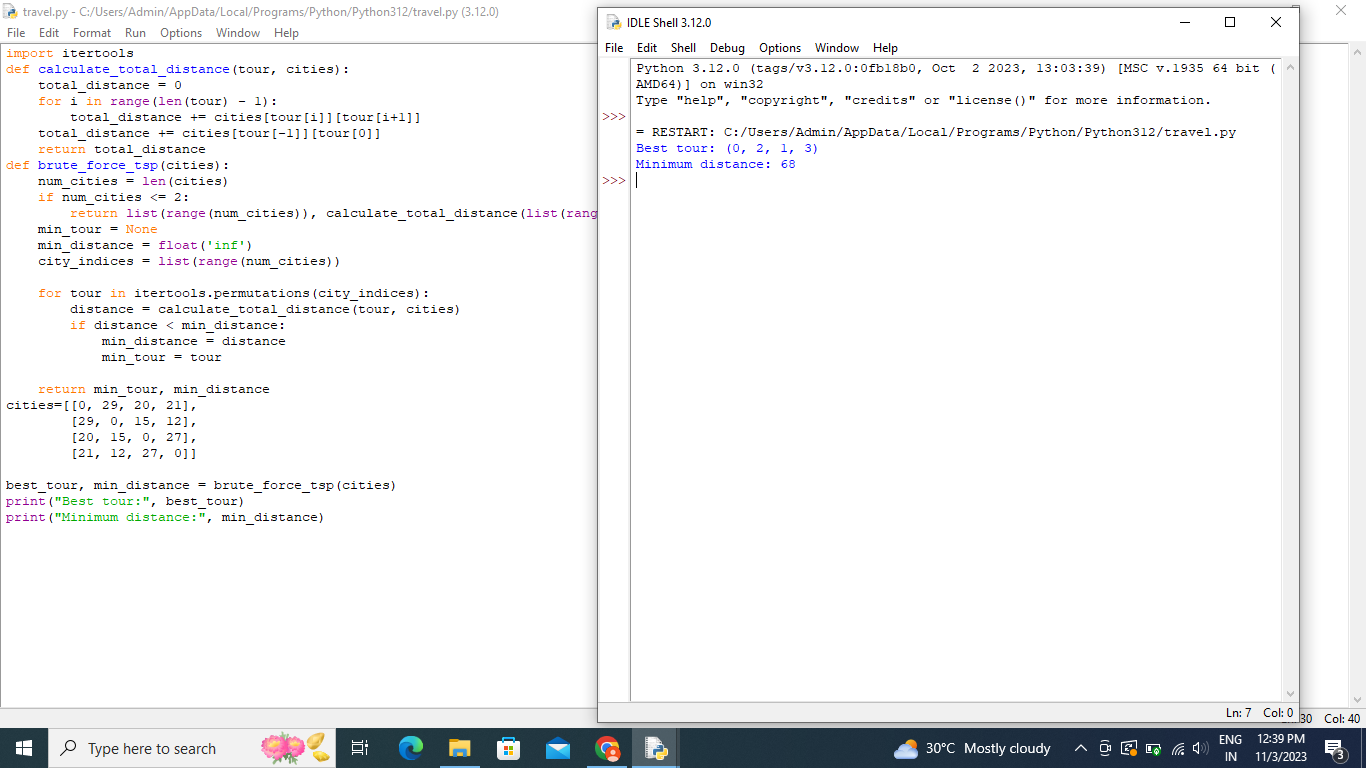 travel.py - C:/Users/Admin/AppData/Local/Programs/Python/Python312/travel.py (3.12.0)
File Edit Format Run Options Window Help
import itertools
def calculate_total_distance(tour, cities):
    total_distance = 0
    for i in range(len(tour) - 1):
        total_distance += cities[tour[i]][tour[i+1]]
    total_distance += cities[tour[-1]][tour[0]]
    return total_distance
def brute_force_tsp(cities):
    num_cities = len(cities)
    if num_cities <= 2:
        return list(range(num_cities)), calculate_total_distance(list(rang
    min_tour = None
    min_distance = float('inf')
    city_indices = list(range(num_cities))
    for tour in itertools.permutations(city_indices):
        distance = calculate_total_distance(tour, cities)
        if distance < min_distance:
            min_distance = distance
            min_tour = tour
    return min_tour, min_distance
cities=[[0, 29, 20, 21],
        [29, 0, 15, 12],
        [20, 15, 0, 27],
        [21, 12, 27, 0]]
best_tour, min_distance = brute_force_tsp(cities)
print("Best tour:", best_tour)
print("Minimum distance:", min_distance)
IDLE Shell 3.12.0
File Edit Shell Debug Options Window Help
Python 3.12.0 (tags/v3.12.0:0fb18b0, Oct  2 2023, 13:03:39) [MSC v.1935 64 bit (
AMD64)] on win32
Type "help", "copyright", "credits" or "license()" for more information.
>>>
= RESTART: C:/Users/Admin/AppData/Local/Programs/Python/Python312/travel.py
Best tour: (0, 2, 1, 3)
Minimum distance: 68
>>>
Ln: 7 Col: 0
30 Col: 40
Type here to search
30°C Mostly cloudy
ENG
IN
12:39 PM
11/3/2023
3